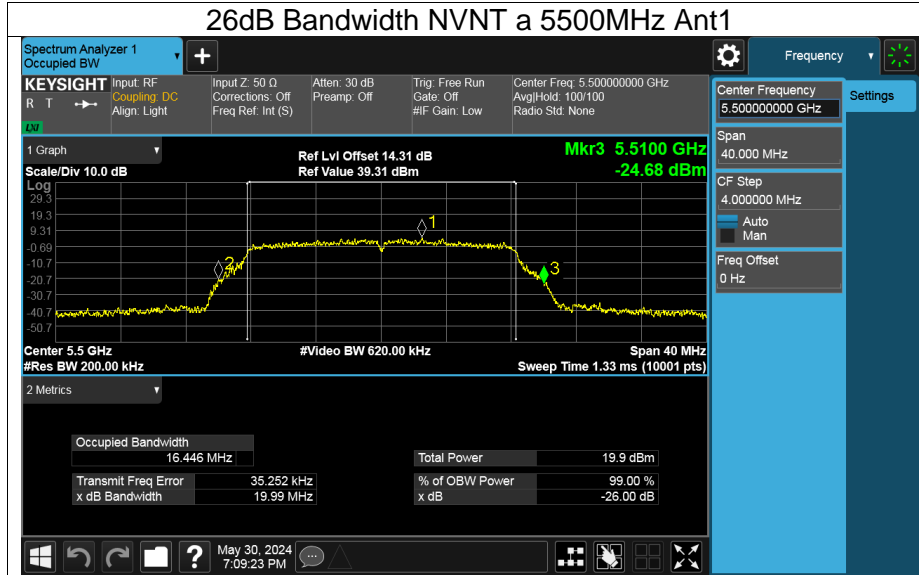 26dB Bandwidth NVNT a 5500MHz Ant1
Spectrum Analyzer 1
Occupied BW
+
Frequency
KEYSIGHT
R T
LXI
Input: RF
Coupling: DC
Align: Light
Input Z: 50 Ω
Corrections: Off
Freq Ref: Int (S)
Atten: 30 dB
Preamp: Off
Trig: Free Run
Gate: Off
#IF Gain: Low
Center Freq: 5.500000000 GHz
Avg|Hold: 100/100
Radio Std: None
Center Frequency
5.500000000 GHz
Settings
Span
40.000 MHz
CF Step
4.000000 MHz
Auto
Man
Freq Offset
0 Hz
1 Graph
Ref Lvl Offset 14.31 dB
Mkr3 5.5100 GHz
Scale/Div 10.0 dB
Ref Value 39.31 dBm
-24.68 dBm
Log
29.3
19.3
9.31
-0.69
-10.7
-20.7
-30.7
-40.7
-50.7
1
2
3
Center 5.5 GHz
#Video BW 620.00 kHz
Span 40 MHz
#Res BW 200.00 kHz
Sweep Time 1.33 ms (10001 pts)
2 Metrics
Occupied Bandwidth
16.446 MHz
Total Power 19.9 dBm
Transmit Freq Error 35.252 kHz
% of OBW Power 99.00 %
x dB Bandwidth 19.99 MHz
x dB -26.00 dB
?
May 30, 2024
7:09:23 PM